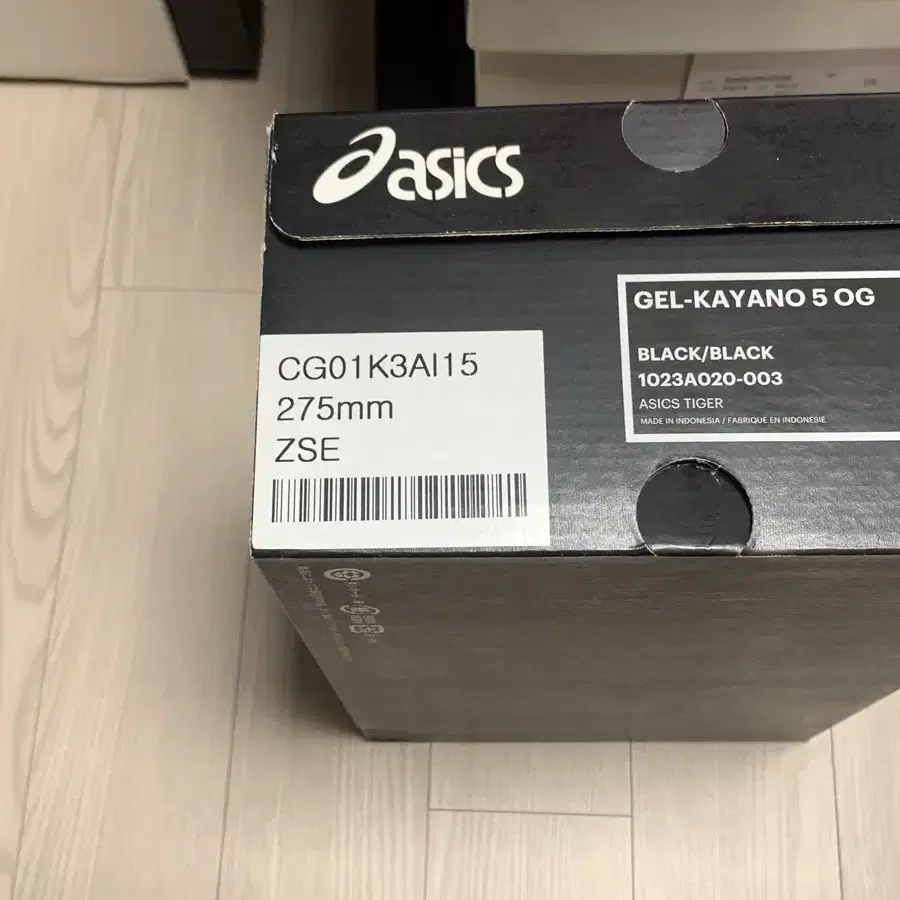 asics
GEL-KAYANO 5 OG
BLACK/BLACK
1023A020-003
ASICS TIGER
MADE IN INDONESIA / FABRIQUE EN INDONESIE
CG01K3AI15
275mm
ZSE